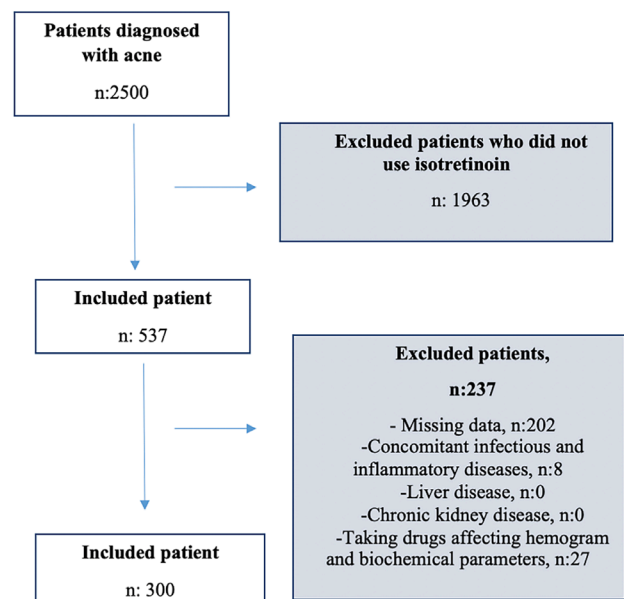 Patients diagnosed
with acne
n:2500
Excluded patients who did not
use isotretinoin
n: 1963
Included patient
n: 537
Excluded patients,
n:237
- Missing data, n:202
-Concomitant infectious and
inflammatory diseases, n:8
-Liver disease, n:0
-Chronic kidney disease, n:0
-Taking drugs affecting hemogram
and biochemical parameters, n:27
Included patient
n: 300